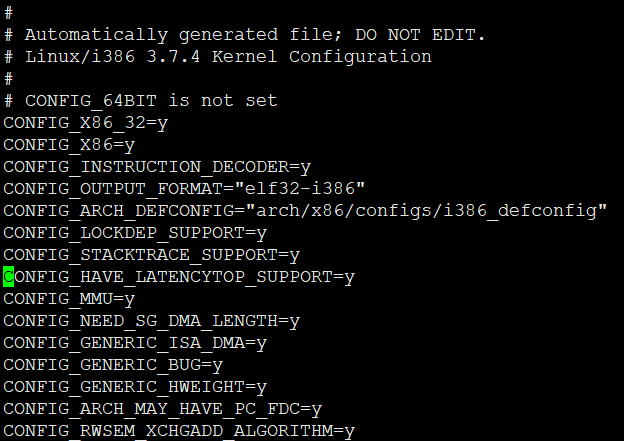 #
# Automatically generated file; DO NOT EDIT.
# Linux/i386 3.7.4 Kernel Configuration
#
# CONFIG_64BIT is not set
CONFIG_X86_32=y
CONFIG_X86=y
CONFIG_INSTRUCTION_DECODER=y
CONFIG_OUTPUT_FORMAT="elf32-i386"
CONFIG_ARCH_DEFCONFIG="arch/x86/configs/i386_defconfig"
CONFIG_LOCKDEP_SUPPORT=y
CONFIG_STACKTRACE_SUPPORT=y
CONFIG_HAVE_LATENCYTOP_SUPPORT=y
CONFIG_MMU=y
CONFIG_NEED_SG_DMA_LENGTH=y
CONFIG_GENERIC_ISA_DMA=y
CONFIG_GENERIC_BUG=y
CONFIG_GENERIC_HWEIGHT=y
CONFIG_ARCH_MAY_HAVE_PC_FDC=y
CONFIG_RWSEM_XCHGADD_ALGORITHM=y